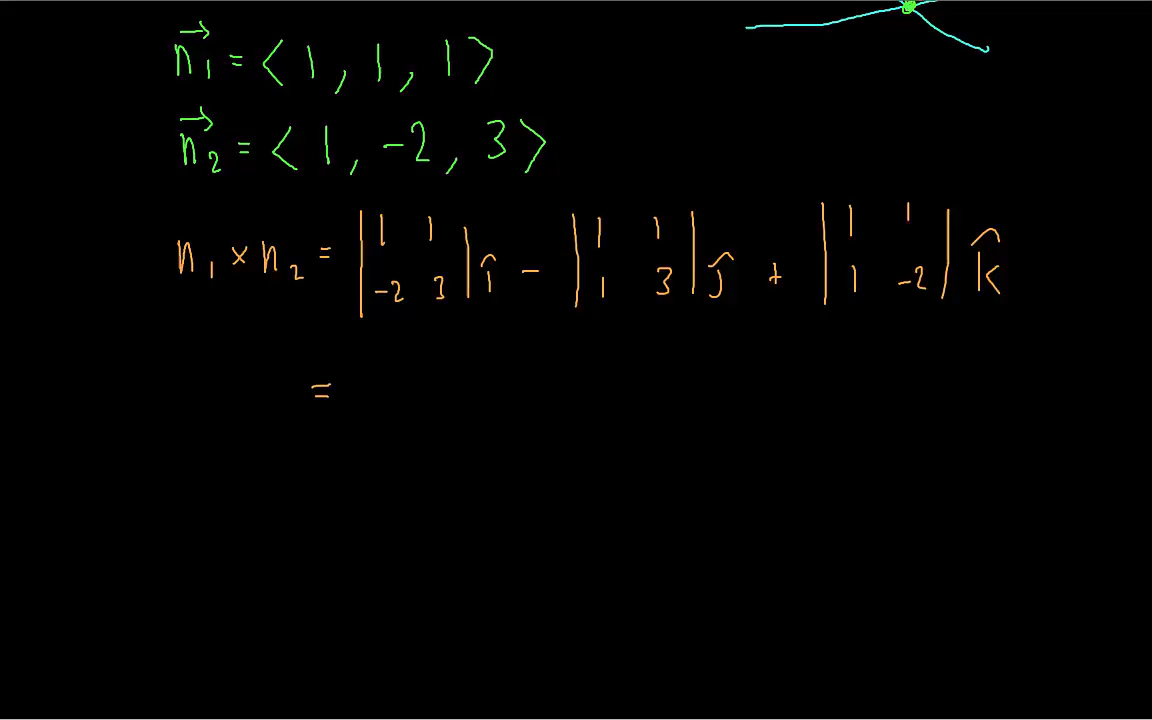 n₁⃗ = ⟨1, 1, 1⟩
n₂⃗ = ⟨1, -2, 3⟩
n₁ × n₂ = |1 1; -2 3| î - |1 1; 1 3| ĵ + |1 1; 1 -2| k̂
=